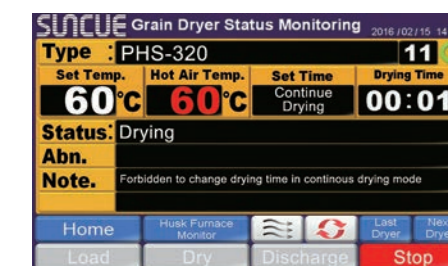 SUNCUE Grain Dryer Status Monitoring 2016/02/15 14
Type : PHS-320 11
Set Temp. Hot Air Temp. Set Time Drying Time
60°C 60°C Continue Drying 00:01
Status: Drying
Abn.
Note. Forbidden to change drying time in continous drying mode
Home Husk Furnace Monitor Last Dryer
Load Dry Discharge Stop